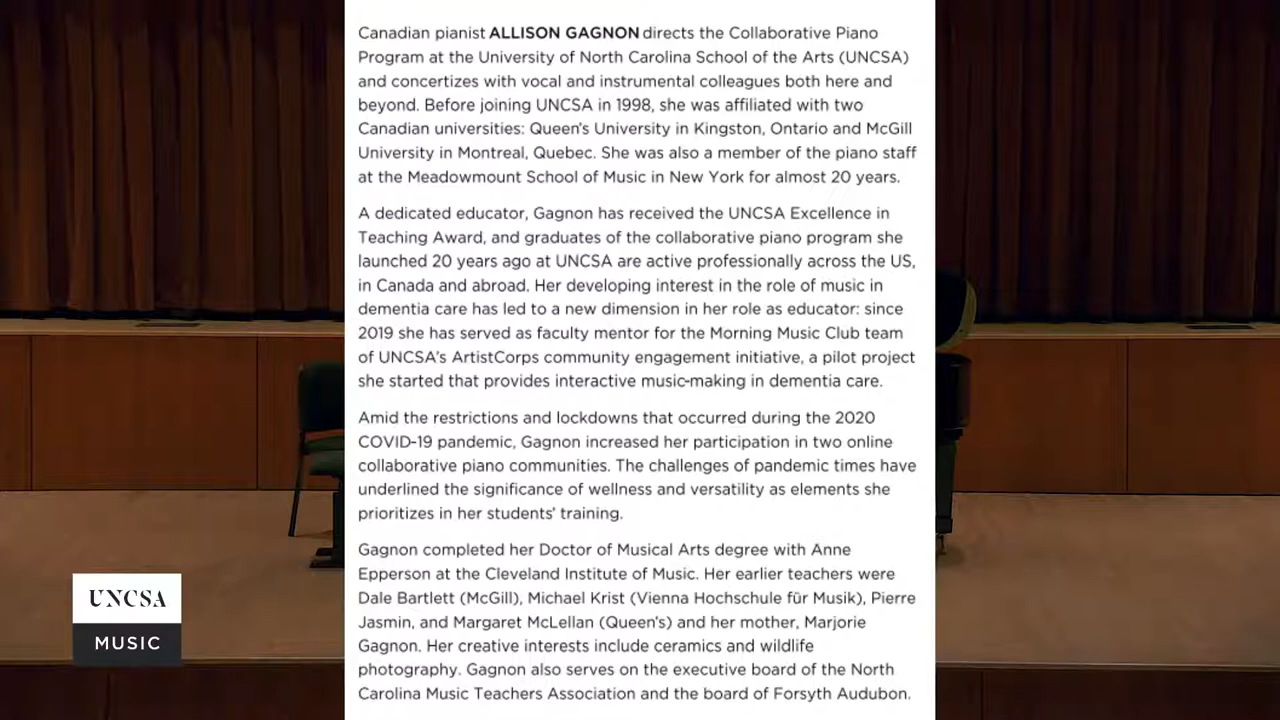 Canadian pianist ALLISON GAGNON directs the Collaborative Piano
Program at the University of North Carolina School of the Arts (UNCSA)
and concertizes with vocal and instrumental colleagues both here and
beyond. Before joining UNCSA in 1998, she was affiliated with two
Canadian universities: Queen's University in Kingston, Ontario and McGill
University in Montreal, Quebec. She was also a member of the piano staff
at the Meadowmount School of Music in New York for almost 20 years.
A dedicated educator, Gagnon has received the UNCSA Excellence in
Teaching Award, and graduates of the collaborative piano program she
launched 20 years ago at UNCSA are active professionally across the US,
in Canada and abroad. Her developing interest in the role of music in
dementia care has led to a new dimension in her role as educator: since
2019 she has served as faculty mentor for the Morning Music Club team
of UNCSA's ArtistCorps community engagement initiative, a pilot project
she started that provides interactive music-making in dementia care.
Amid the restrictions and lockdowns that occurred during the 2020
COVID-19 pandemic, Gagnon increased her participation in two online
collaborative piano communities. The challenges of pandemic times have
underlined the significance of wellness and versatility as elements she
prioritizes in her students' training.
Gagnon completed her Doctor of Musical Arts degree with Anne
Epperson at the Cleveland Institute of Music. Her earlier teachers were
Dale Bartlett (McGill), Michael Krist (Vienna Hochschule für Musik), Pierre
Jasmin, and Margaret McLellan (Queen's) and her mother, Marjorie
Gagnon. Her creative interests include ceramics and wildlife
photography. Gagnon also serves on the executive board of the North
Carolina Music Teachers Association and the board of Forsyth Audubon.
UNCSA
MUSIC